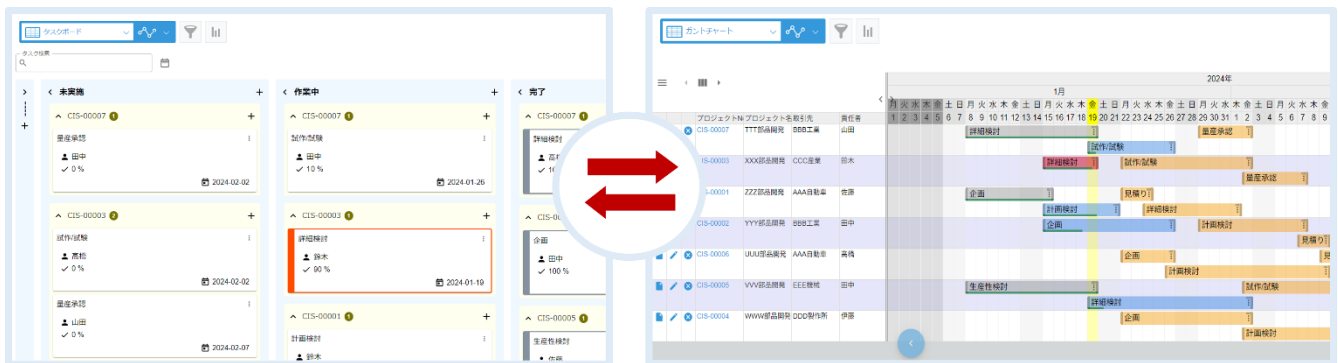 タスクボード
タスク検索
未実施
CIS-00007 1
量産承認
田中
0 %
2024-02-02
CIS-00003 2
試作/試験
高橋
0 %
2024-02-02
量産承認
山田
0 %
2024-02-07
作業中
CIS-00007 1
試作/試験
田中
10 %
2024-01-26
CIS-00003 1
詳細検討
鈴木
90 %
2024-01-19
CIS-00001 1
計画検討
鈴木
完了
CIS-00007 1
詳細検討
企画
田中
100 %
CIS-00005 1
生産性検討
佐藤
ガントチャート
2024年
1月
月 火 水 木 金 土 日 月 火 水 木 金 土 日 月 火 水 木 金 土 日 月 火 水 木 金 土 日 月 火 水 木 金 土 日 月 火 水 木 金
1 2 3 4 5 6 7 8 9 10 11 12 13 14 15 16 17 18 19 20 21 22 23 24 25 26 27 28 29 30 31 1 2 3 4 5 6 7 8 9
プロジェクトN プロジェクト名 取引先 責任者
CIS-00007 TTT部品開発 BBB工業 山田 詳細検討 量産承認
試作/試験
IS-00003 XXX部品開発 CCC産業 鈴木 詳細検討 試作/試験
量産承認
S-00001 ZZZ部品開発 AAA自動車 佐藤 企画 見積り
計画検討 詳細検討
CIS-00002 YYY部品開発 BBB工業 田中 企画 計画検討
見積り
CIS-00006 UUU部品開発 AAA自動車 高橋 企画
計画検討
CIS-00005 VVV部品開発 EEE機械 田中 生産性検討 試作/試験
詳細検討
CIS-00004 WWW部品開発 DDD製作所 伊藤 企画
計画検討